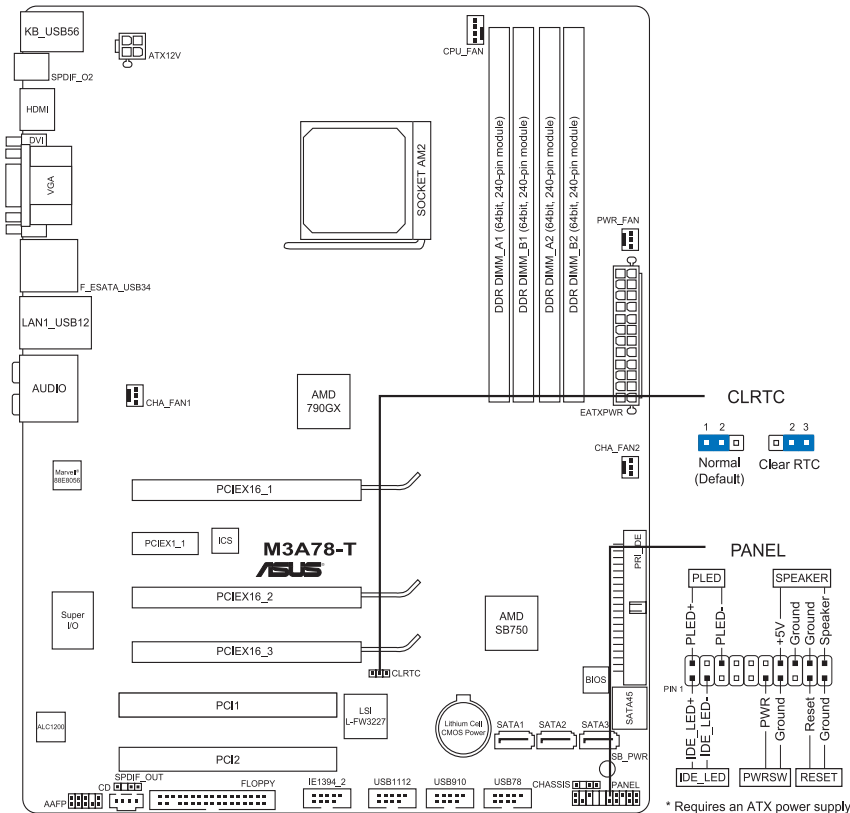 KB_USB56
ATX12V
CPU_FAN
SPDIF_O2
HDMI
DVI
VGA
SOCKET AM2
DDR DIMM_A1 (64bit, 240-pin module)
DDR DIMM_B1 (64bit, 240-pin module)
DDR DIMM_A2 (64bit, 240-pin module)
DDR DIMM_B2 (64bit, 240-pin module)
PWR_FAN
F_ESATA_USB34
LAN1_USB12
AUDIO
CHA_FAN1
AMD
790GX
EATXPWR
CLRTC
1 2
2 3
Normal
(Default)
Clear RTC
CHA_FAN2
Marvell®
88E8056
PCIEX16_1
PCIEX1_1
ICS
M3A78-T
ASUS
PRI_IDE
PANEL
PLED
SPEAKER
PLED+
PLED-
+5V
Ground
Ground
Speaker
PIN 1
IDE_LED+
IDE_LED-
PWR
Ground
Reset
Ground
IDE_LED
PWRSW
RESET
* Requires an ATX power supply
Super
I/O
PCIEX16_2
AMD
SB750
PCIEX16_3
CLRTC
BIOS
SATA45
PCI1
LSI
L-FW3227
Lithium Cell
CMOS Power
SATA1
SATA2
SATA3
ALC1200
PCI2
SB_PWR
SPDIF_OUT
CD
AAFP
FLOPPY
IE1394_2
USB1112
USB910
USB78
CHASSIS
PANEL